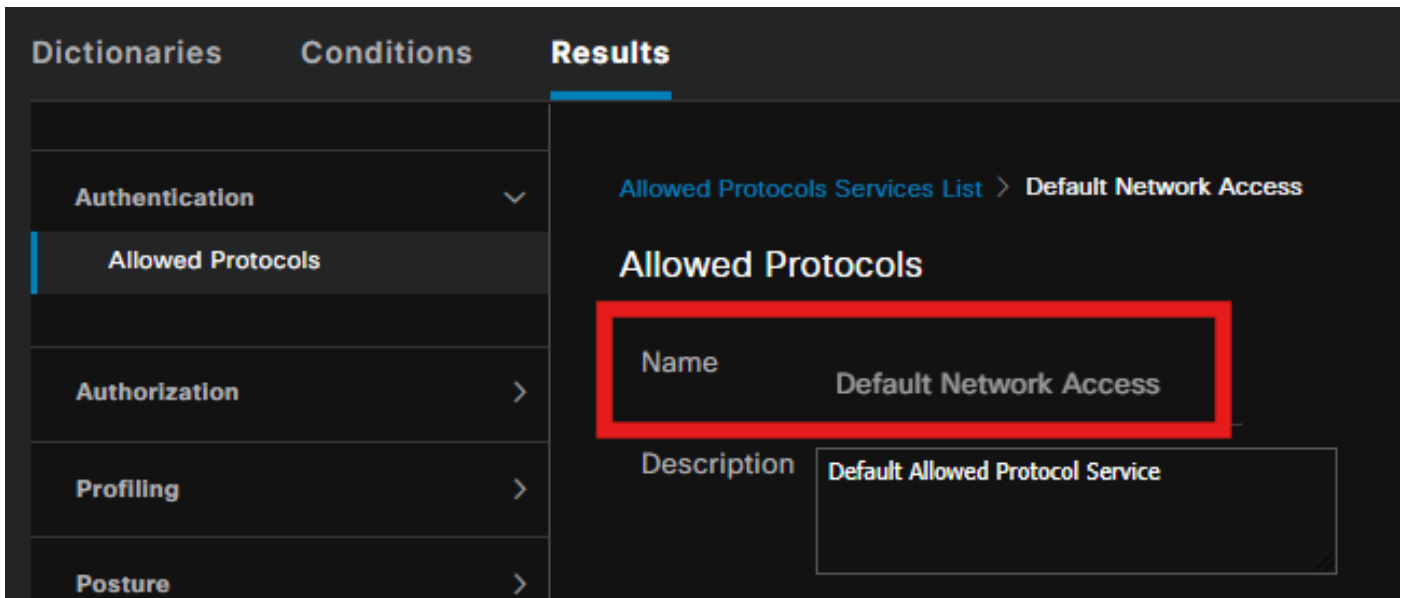 Dictionaries Conditions Results
Authentication
Allowed Protocols
Authorization
Profiling
Posture
Allowed Protocols Services List > Default Network Access
Allowed Protocols
Name Default Network Access
Description Default Allowed Protocol Service